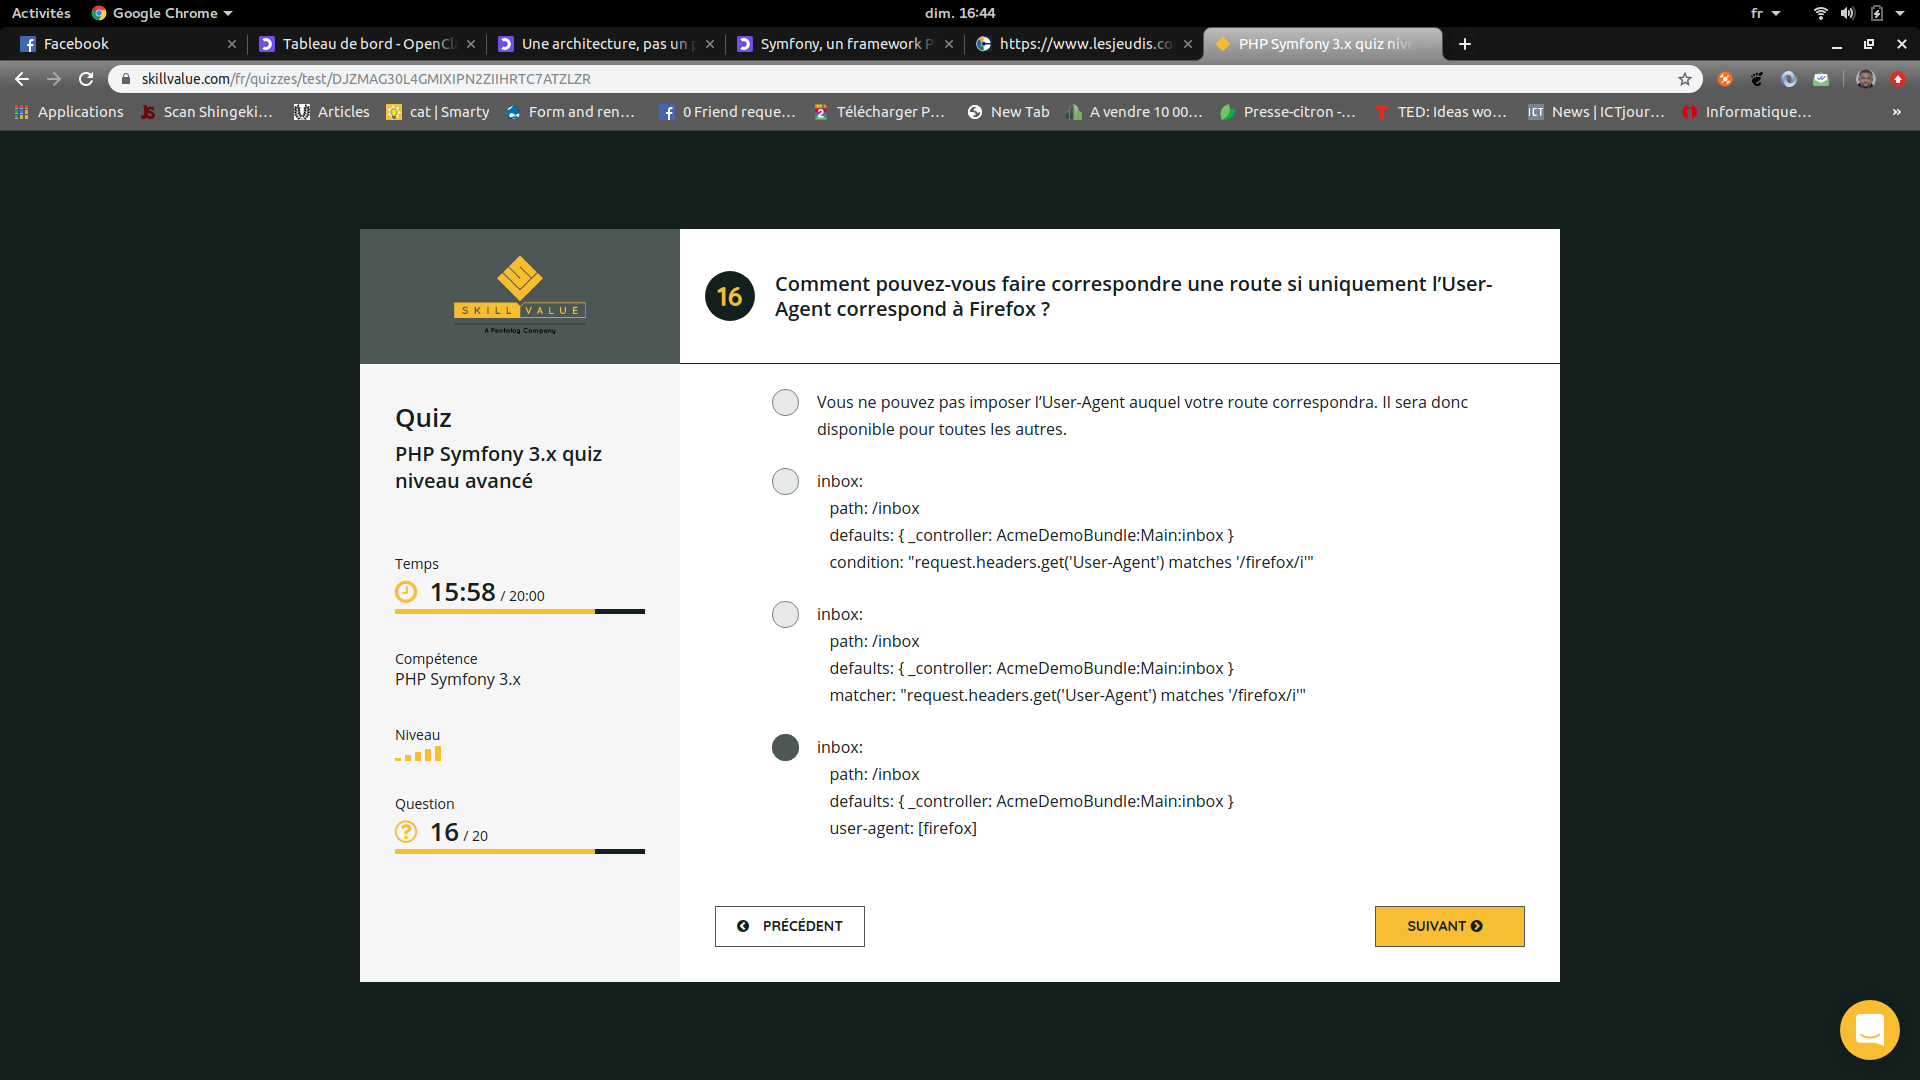 Activités
Google Chrome
dim. 16:44
fr
Facebook
Tableau de bord - OpenCl
Une architecture, pas un p
Symfony, un framework P
https://www.lesjeudis.co
PHP Symfony 3.x quiz nive
skillvalue.com/fr/quizzes/test/DJZMAG30L4GMIXIPN2ZIIHRTC7ATZLZR
Applications
Scan Shingeki...
Articles
cat | Smarty
Form and ren...
0 Friend reque...
Télécharger P...
New Tab
A vendre 10 00...
Presse-citron -...
TED: Ideas wo...
News | ICTjour...
Informatique...
»
SKILL VALUE
A Pentalog Company
16
Comment pouvez-vous faire correspondre une route si uniquement l’User-
Agent correspond à Firefox ?
Quiz
PHP Symfony 3.x quiz
niveau avancé
Temps
15:58 / 20:00
Compétence
PHP Symfony 3.x
Niveau
Question
16 / 20
Vous ne pouvez pas imposer l’User-Agent auquel votre route correspondra. Il sera donc
disponible pour toutes les autres.
inbox:
path: /inbox
defaults: { _controller: AcmeDemoBundle:Main:inbox }
condition: "request.headers.get('User-Agent') matches '/firefox/i'"
inbox:
path: /inbox
defaults: { _controller: AcmeDemoBundle:Main:inbox }
matcher: "request.headers.get('User-Agent') matches '/firefox/i'"
inbox:
path: /inbox
defaults: { _controller: AcmeDemoBundle:Main:inbox }
user-agent: [firefox]
PRÉCÉDENT
SUIVANT